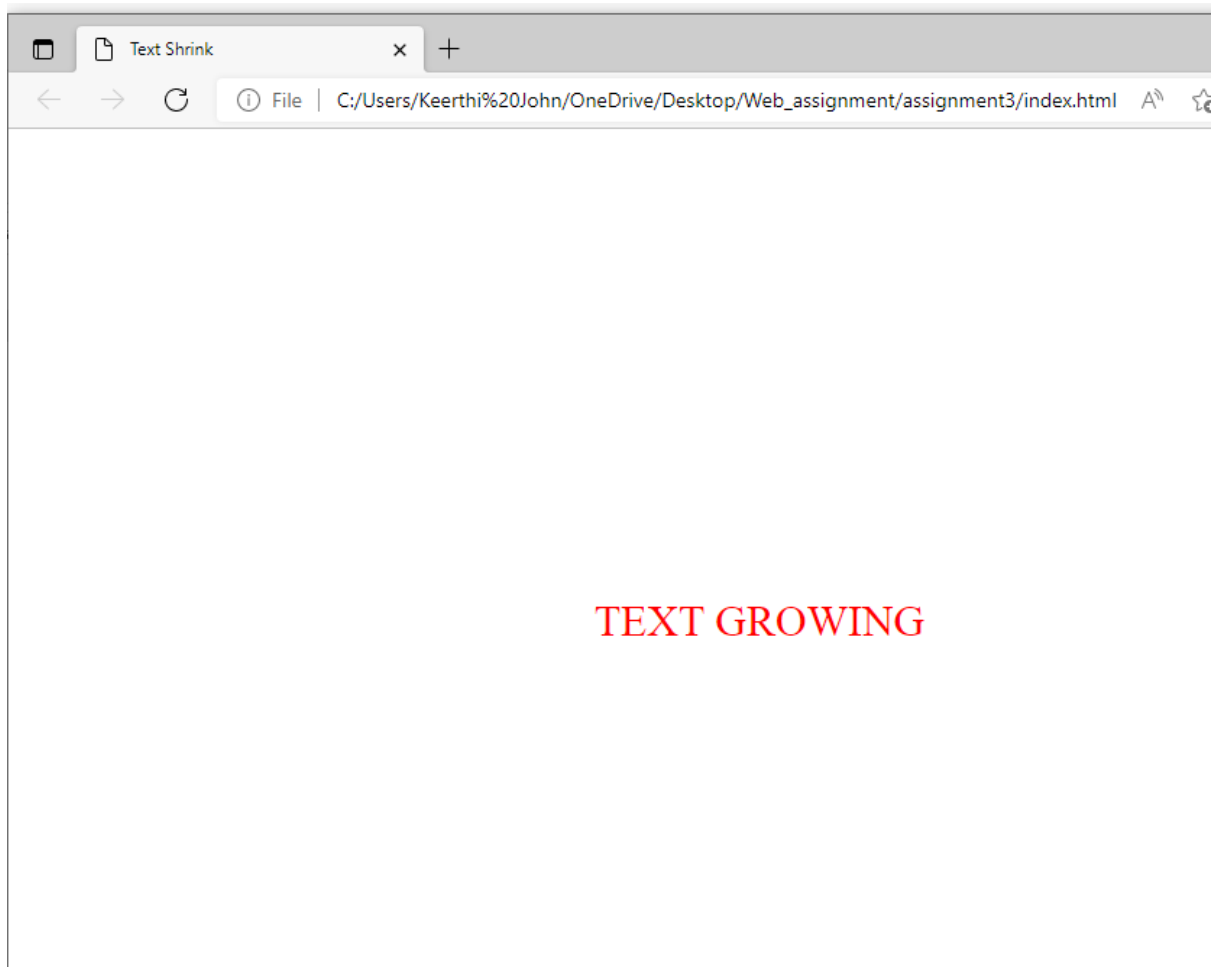 Text Shrink
File | C:/Users/Keerthi%20John/OneDrive/Desktop/Web_assignment/assignment3/index.html
TEXT GROWING